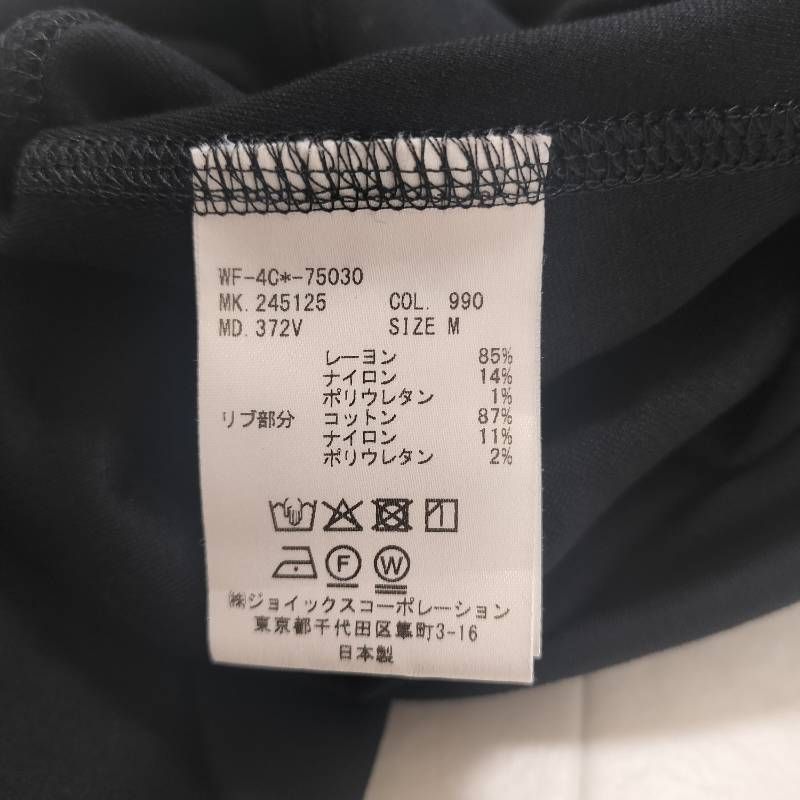 WF-4C*-75030
MK. 245125 COL. 990
MD. 372V SIZE M
レーヨン 85%
ナイロン 14%
ポリウレタン 1%
リブ部分 コットン 87%
ナイロン 11%
ポリウレタン 2%
F W
㈱ジョイックスコーポレーション
東京都千代田区隼町3-16
日本製